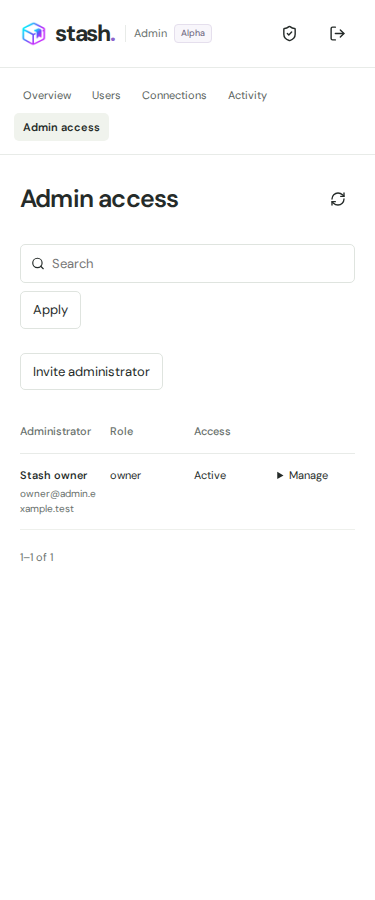 stash. Admin Alpha
Overview Users Connections Activity
Admin access
Admin access
Search
Apply
Invite administrator
Administrator Role Access
Stash owner owner Active Manage
owner@admin.e
xample.test
1–1 of 1